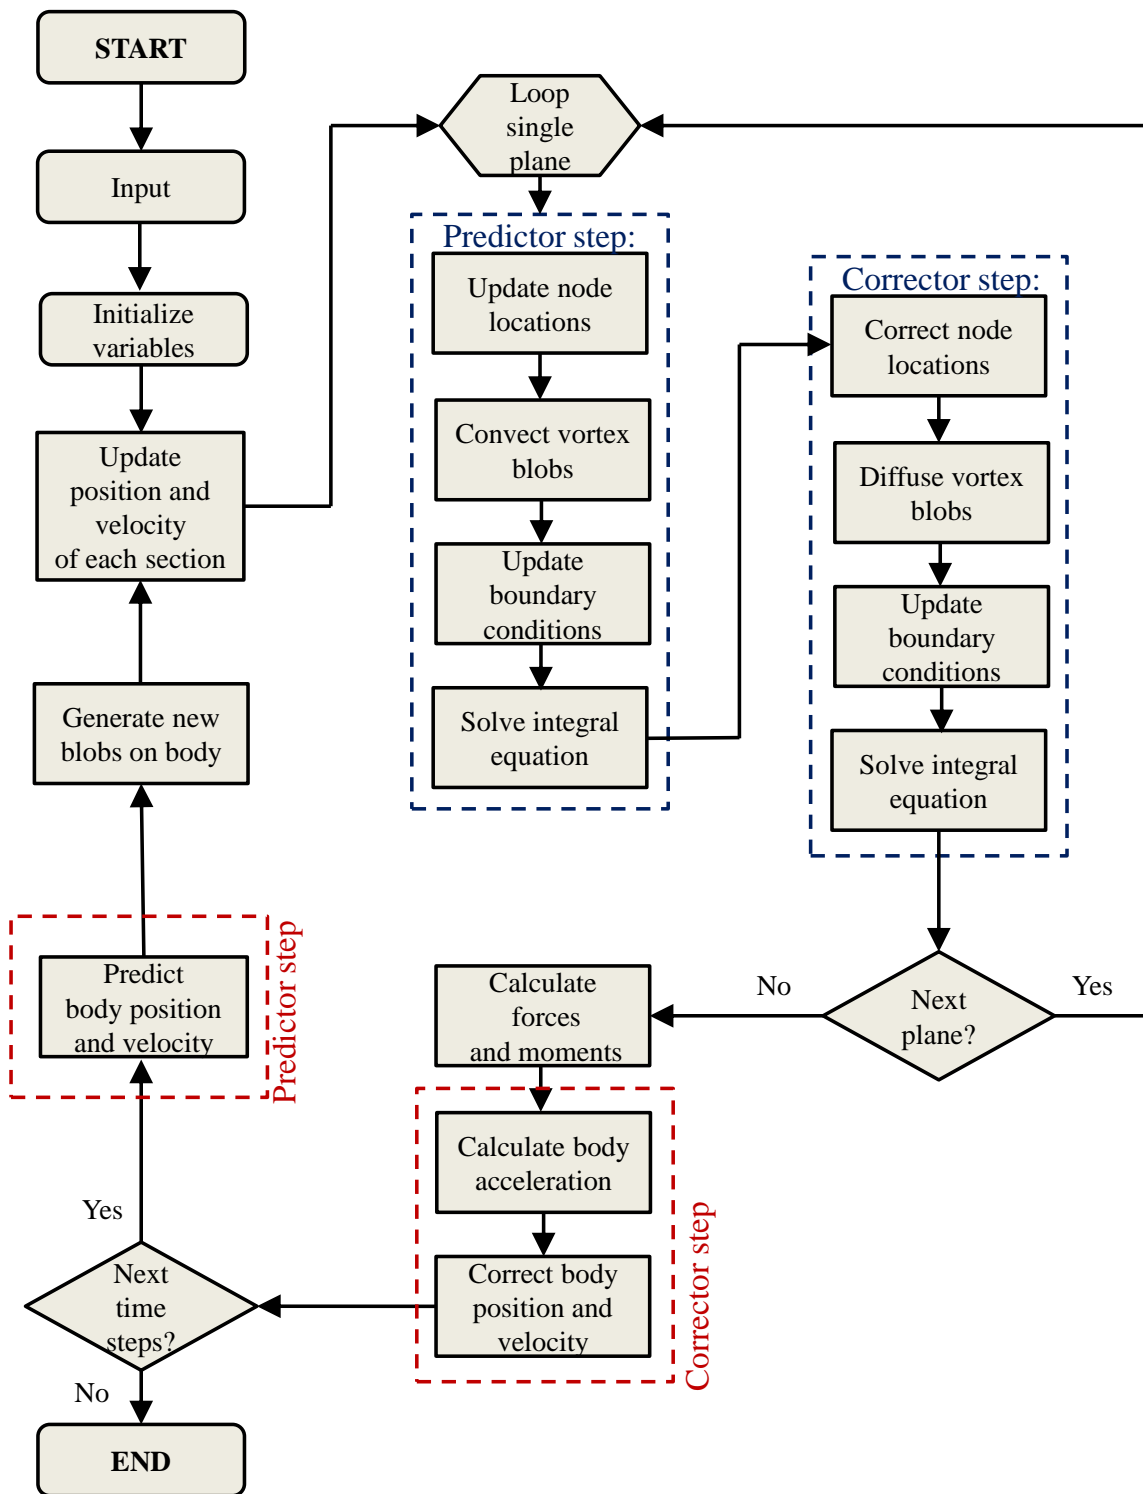 START
Input
Initialize
variables
Update
position and
velocity
of each section
Generate new
blobs on body
Predict
body position
and velocity
Predictor step
Yes
Next
time
steps?
No
END
Loop
single
plane
Predictor step:
Update node
locations
Convect vortex
blobs
Update
boundary
conditions
Solve integral
equation
Corrector step:
Correct node
locations
Diffuse vortex
blobs
Update
boundary
conditions
Solve integral
equation
Next
plane?
Yes
No
Calculate
forces
and moments
Calculate body
acceleration
Correct body
position and
velocity
Corrector step